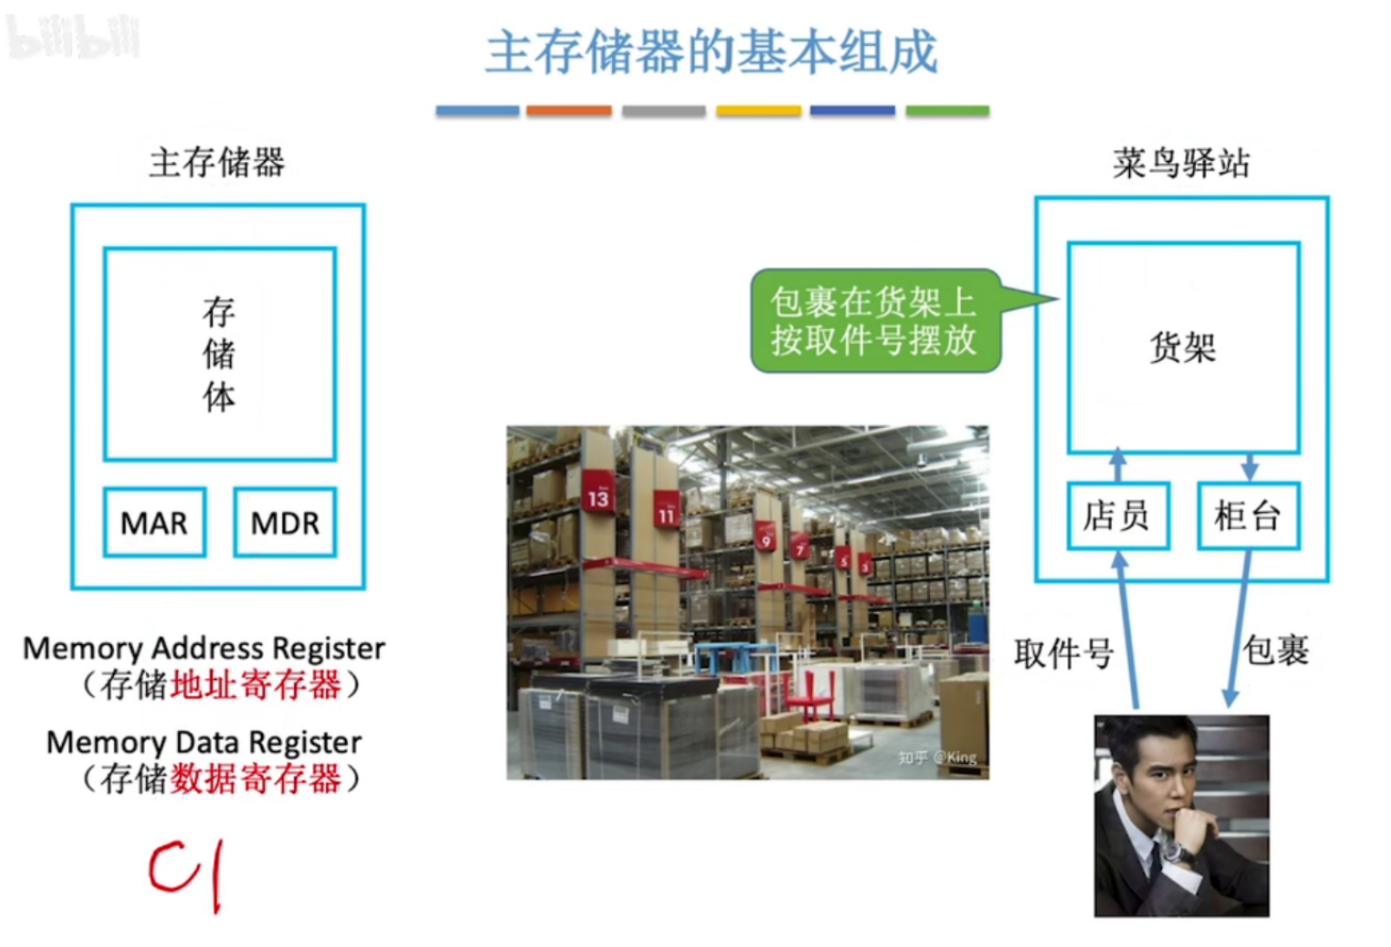 bilibili
主存储器的基本组成
主存储器
存
储
体
MAR
MDR
Memory Address Register
（存储地址寄存器）
Memory Data Register
（存储数据寄存器）
包裹在货架上
按取件号摆放
13
11
9
7
5
3
知乎 @King
菜鸟驿站
货架
店员
柜台
取件号
包裹